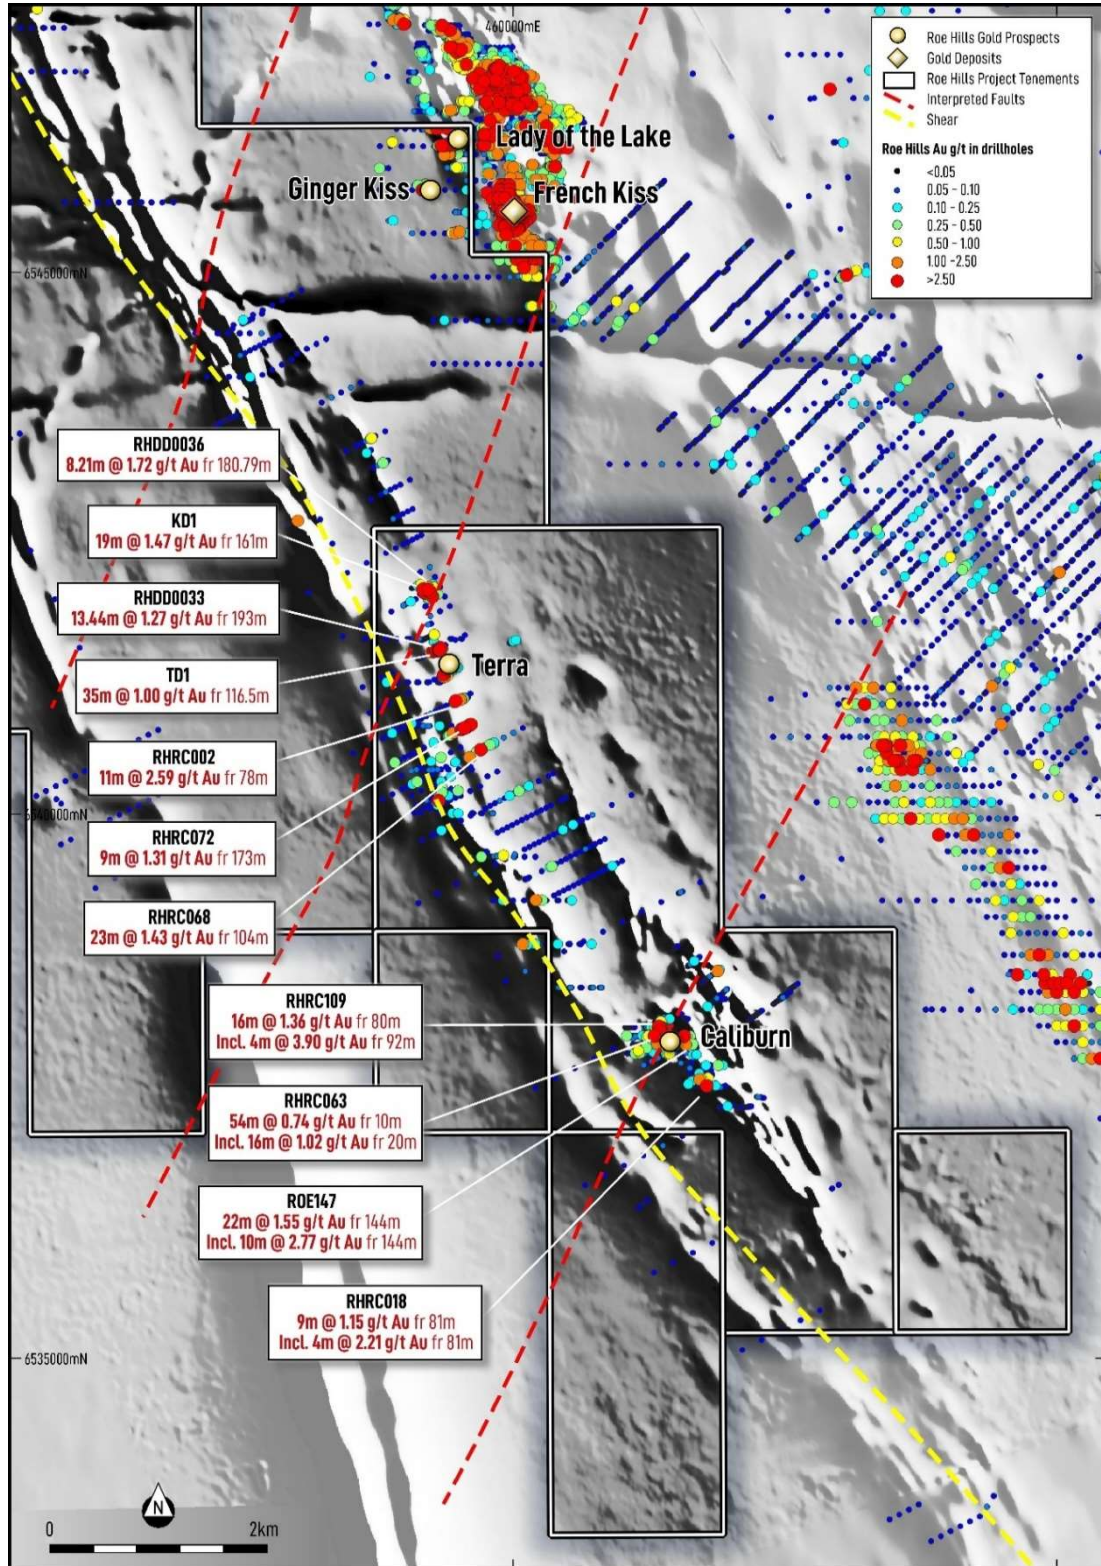 460000mE
Roe Hills Gold Prospects
Gold Deposits
Roe Hills Project Tenements
Interpreted Faults
Shear
Roe Hills Au g/t in drillholes
<0.05
0.05 - 0.10
0.10 - 0.25
0.25 - 0.50
0.50 - 1.00
1.00 -2.50
>2.50
Lady of the Lake
Ginger Kiss
French Kiss
6545000mN
RHDD0036
8.21m @ 1.72 g/t Au fr 180.79m
KD1
19m @ 1.47 g/t Au fr 161m
RHDD0033
13.44m @ 1.27 g/t Au fr 193m
Terra
TD1
35m @ 1.00 g/t Au fr 116.5m
RHRC002
11m @ 2.59 g/t Au fr 78m
6540000mN
RHRC072
9m @ 1.31 g/t Au fr 173m
RHRC068
23m @ 1.43 g/t Au fr 104m
RHRC109
16m @ 1.36 g/t Au fr 80m
Incl. 4m @ 3.90 g/t Au fr 92m
Caliburn
RHRC063
54m @ 0.74 g/t Au fr 10m
Incl. 16m @ 1.02 g/t Au fr 20m
ROE147
22m @ 1.55 g/t Au fr 144m
Incl. 10m @ 2.77 g/t Au fr 144m
RHRC018
9m @ 1.15 g/t Au fr 81m
Incl. 4m @ 2.21 g/t Au fr 81m
6535000mN
N
0
2km